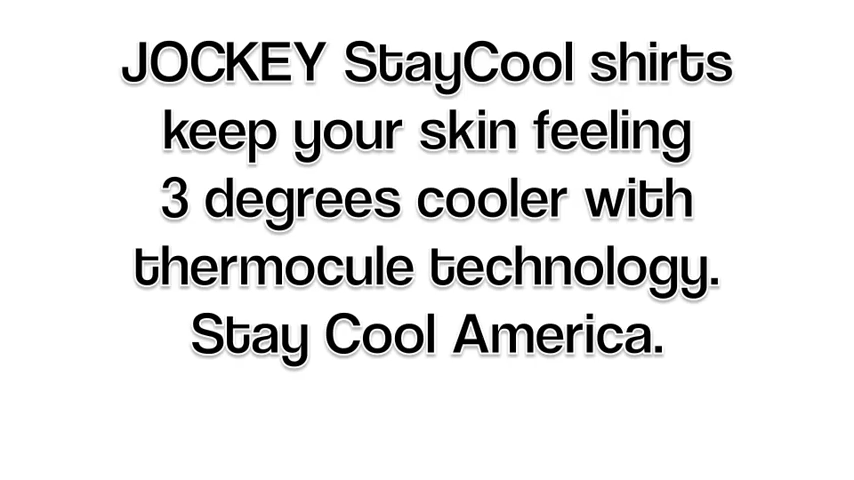 JOCKEY StayCool shirts
keep your skin feeling
3 degrees cooler with
thermocule technology.
Stay Cool America.